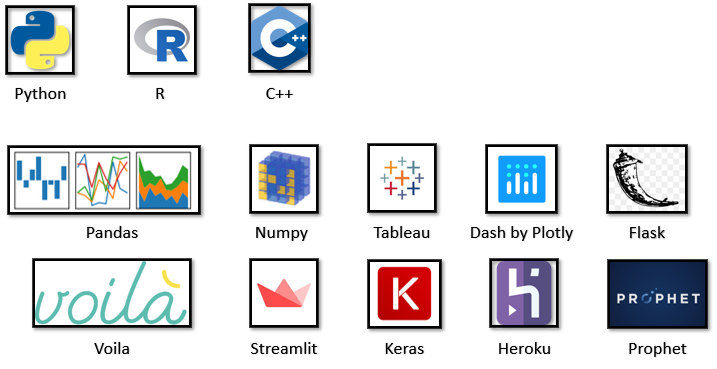 R
C++
Python
R
C++
Pandas
Numpy
Tableau
Dash by Plotly
Flask
voilà
K
h
PROPHET
Voila
Streamlit
Keras
Heroku
Prophet